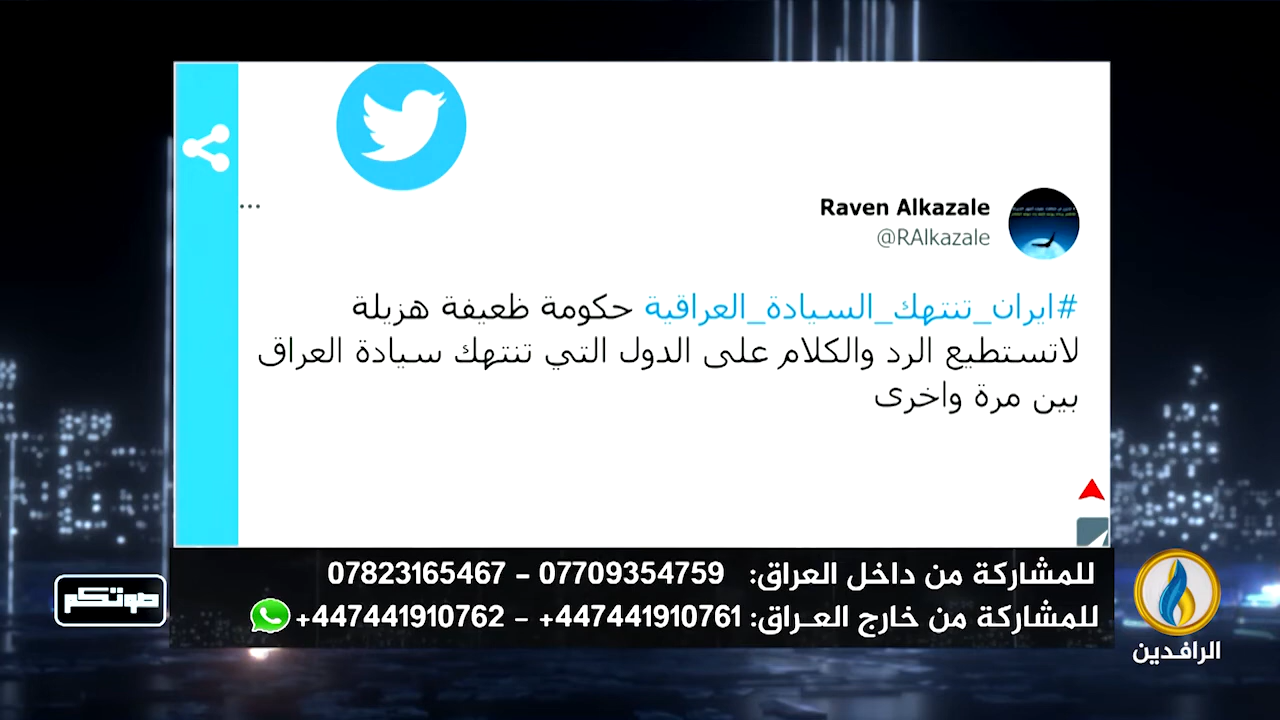 Raven Alkazale
@RAlkazale
#ايران_تنتهك_السيادة_العراقية حكومة ظعيفة هزيلة
لاتستطيع الرد والكلام على الدول التي تنتهك سيادة العراق
بين مرة واخرى
للمشاركة من داخل العراق: 07709354759 - 07823165467
للمشاركة من خارج العراق: +447441910761 - +447441910762
صوتكم
الرافدين